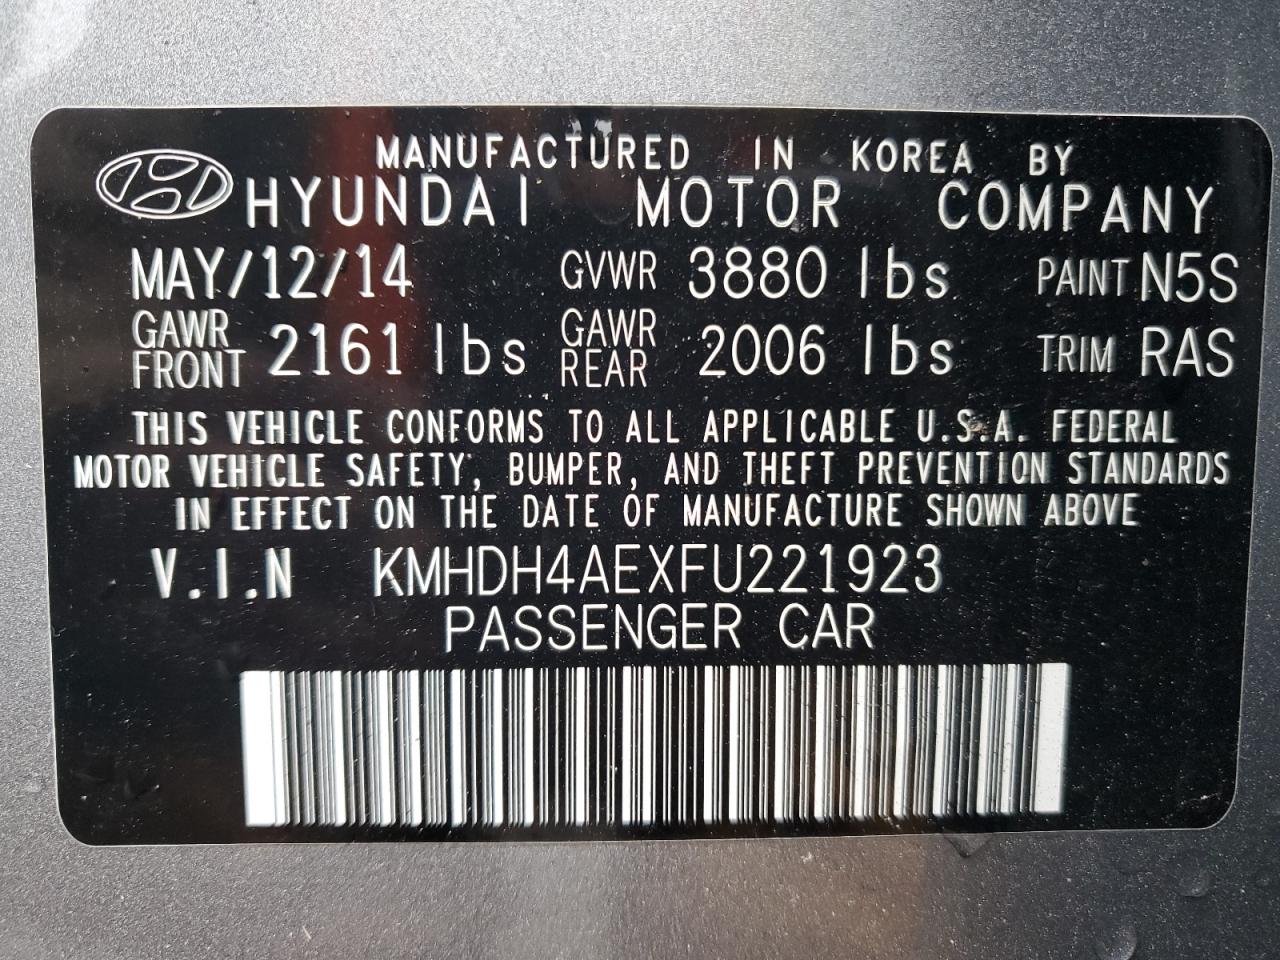 MANUFACTURED IN KOREA BY
HYUNDAI MOTOR COMPANY
MAY/12/14 GVWR 3880 lbs PAINT N5S
GAWR FRONT 2161 lbs GAWR REAR 2006 lbs TRIM RAS
THIS VEHICLE CONFORMS TO ALL APPLICABLE U.S.A. FEDERAL
MOTOR VEHICLE SAFETY, BUMPER, AND THEFT PREVENTION STANDARDS
IN EFFECT ON THE DATE OF MANUFACTURE SHOWN ABOVE
V.I.N KMHDH4AEXFU221923
PASSENGER CAR